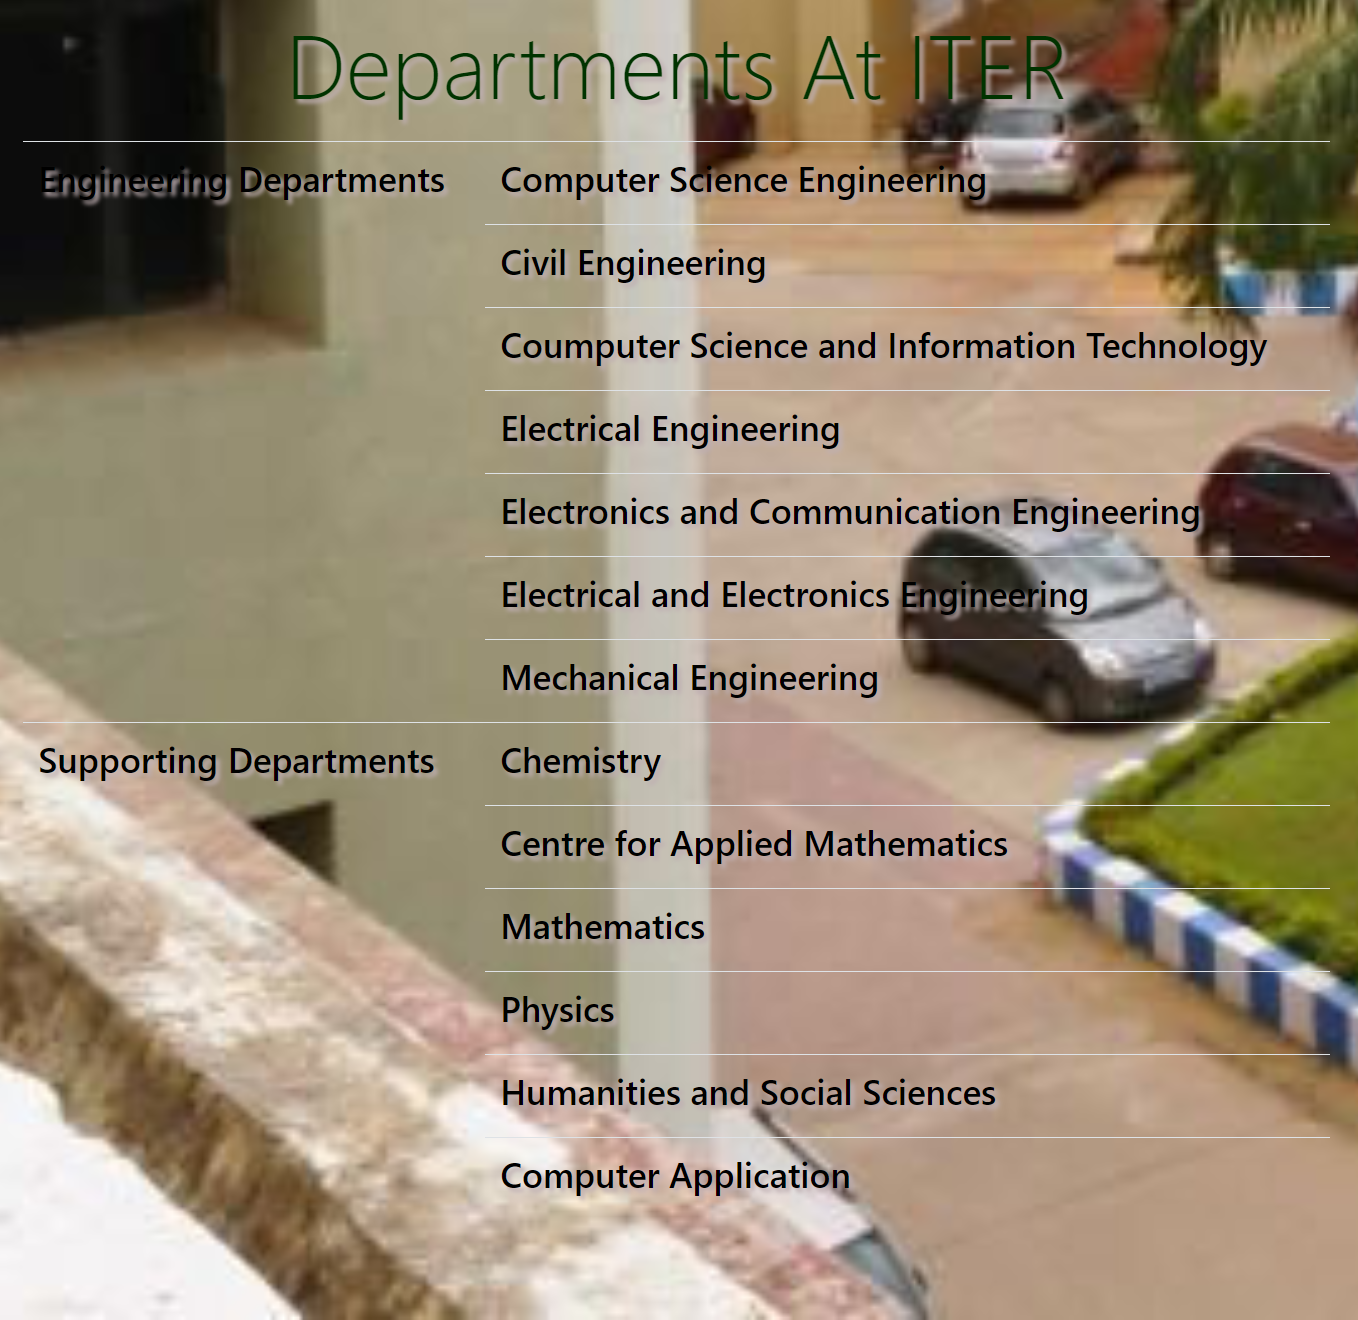 Departments At ITER
Engineering Departments
Computer Science Engineering
Civil Engineering
Coumputer Science and Information Technology
Electrical Engineering
Electronics and Communication Engineering
Electrical and Electronics Engineering
Mechanical Engineering
Supporting Departments
Chemistry
Centre for Applied Mathematics
Mathematics
Physics
Humanities and Social Sciences
Computer Application